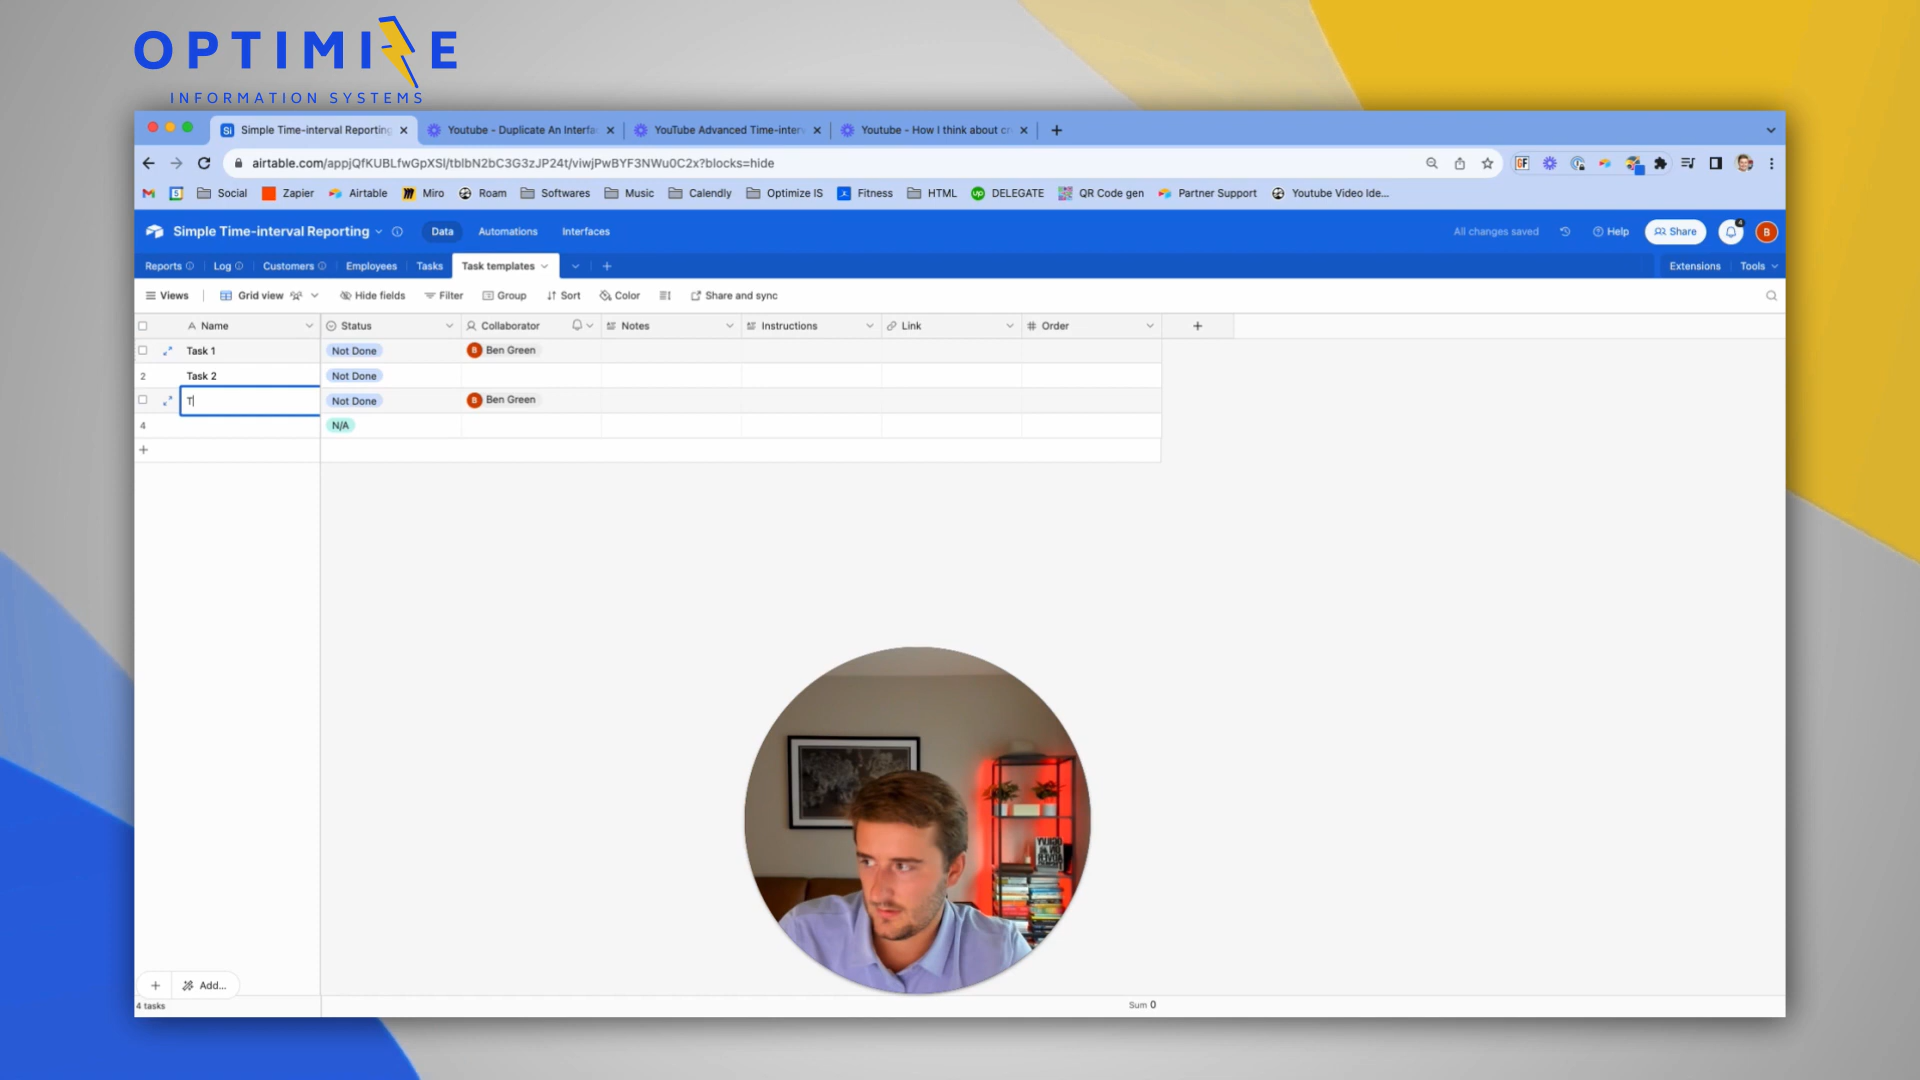 OPTIMIZE
INFORMATION SYSTEMS
Simple Time-interval Reporting
Youtube - Duplicate An Interfa
YouTube Advanced Time-inter
Youtube - How I think about cr
airtable.com/appjQfKUBLfwGpXSl/tblbN2bC3G3zJP24t/viwjPwBYF3NWu0C2x?blocks=hide
Social Zapier Airtable Miro Roam Softwares Music Calendly Optimize IS Fitness HTML DELEGATE QR Code gen Partner Support Youtube Video Ide...
Simple Time-interval Reporting Data Automations Interfaces All changes saved Help Share 4 B
Reports Log Customers Employees Tasks Task templates Extensions Tools
Views Grid view Hide fields Filter Group Sort Color Share and sync
Name Status Collaborator Notes Instructions Link Order
Task 1 Not Done B Ben Green
2 Task 2 Not Done
T Not Done B Ben Green
4 N/A
Add...
4 tasks Sum 0